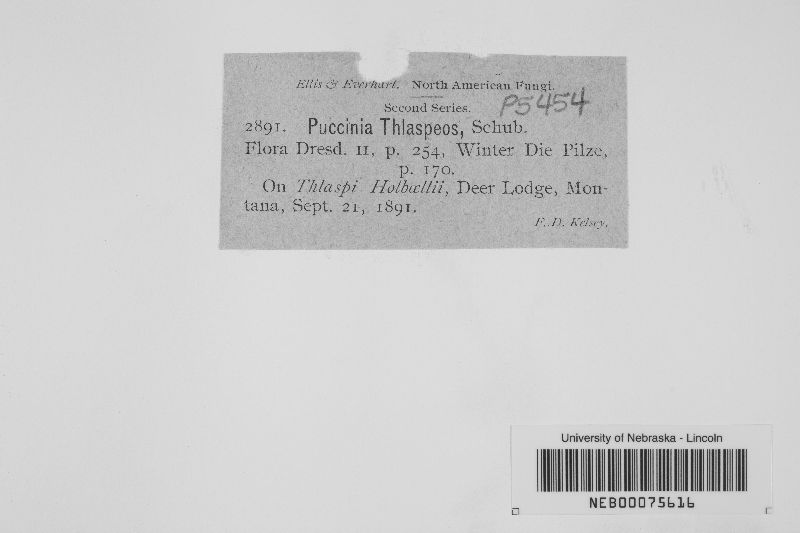 Ellis & Everhart. North American Fungi.
Second Series.
P5454
2891. Puccinia Thlaspeos, Schub.
Flora Dresd. II, p. 254, Winter Die Pilze,
p. 170.
On Thlaspi Holbœllii, Deer Lodge, Mon-
tana, Sept. 21, 1891.
F. D. Kelsey.
University of Nebraska - Lincoln
NEB00075616